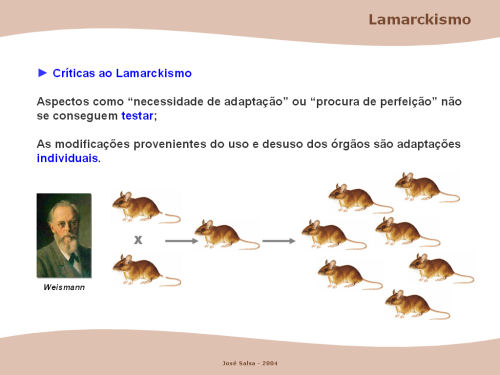 Lamarckismo
► Críticas ao Lamarckismo
Aspectos como “necessidade de adaptação” ou “procura de perfeição” não
se conseguem testar;
As modificações provenientes do uso e desuso dos órgãos são adaptações
individuais.
x
Weismann
José Salsa - 2004